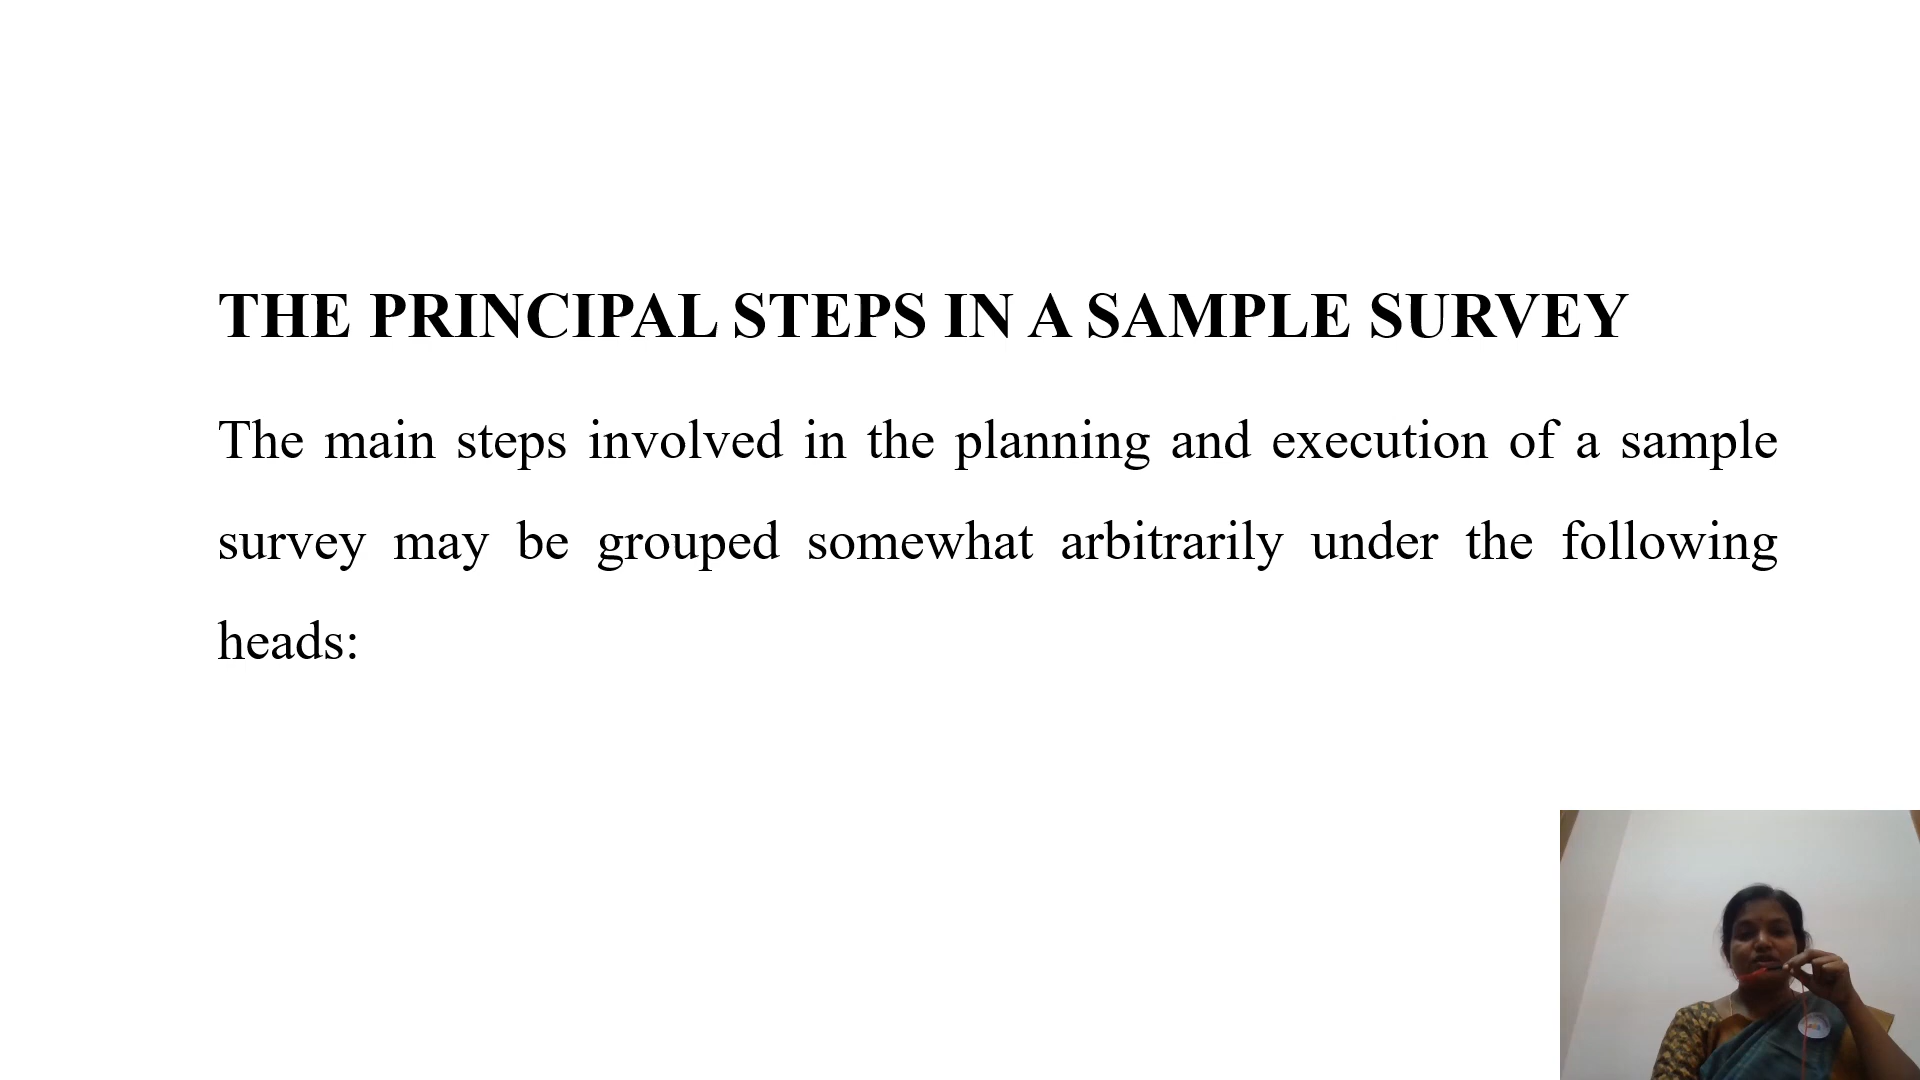 THE PRINCIPAL STEPS IN A SAMPLE SURVEY
The main steps involved in the planning and execution of a sample
survey may be grouped somewhat arbitrarily under the following
heads: